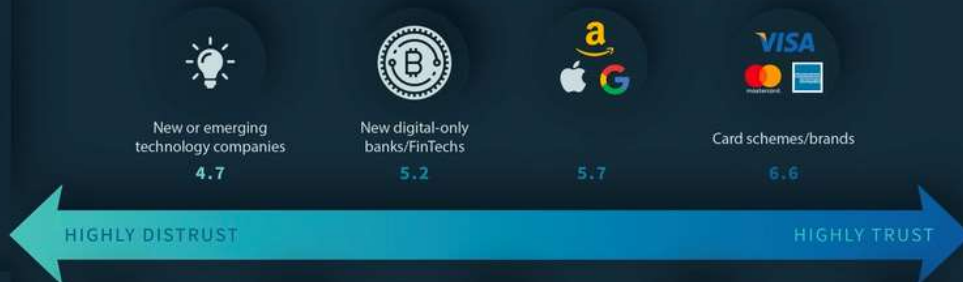 a
VISA
mastercard
New or emerging
technology companies
4.7
New digital-only
banks/FinTechs
5.2
5.7
Card schemes/brands
6.6
HIGHLY DISTRUST
HIGHLY TRUST